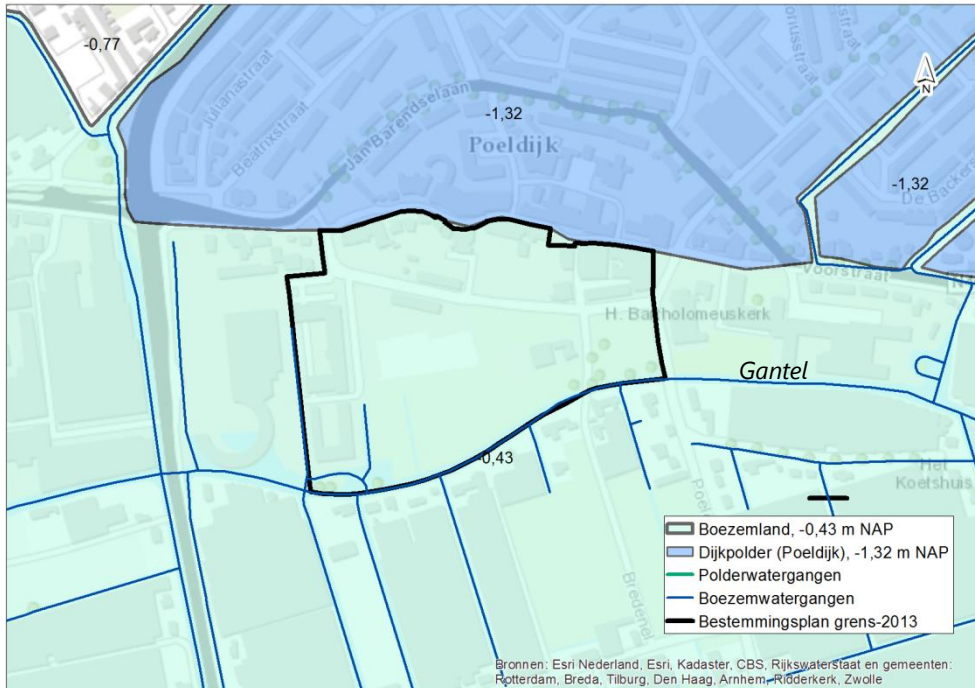 -0,77
Julianastraat
Beatrixstraat
Jan Barendselaan
-1,32
Poeldijk
N
-1,32
De Backers
Voorstraat
H. Bartholomeuskerk
Gantel
-0,43
Het
Koetshuis
Poele
Bredenel
Boezemland, -0,43 m NAP
Dijkpolder (Poeldijk), -1,32 m NAP
Polderwatergangen
Boezemwatergangen
Bestemmingsplan grens-2013
Bronnen: Esri Nederland, Esri, Kadaster, CBS, Rijkswaterstaat en gemeenten:
Rotterdam, Breda, Tilburg, Den Haag, Arnhem, Ridderkerk, Zwolle